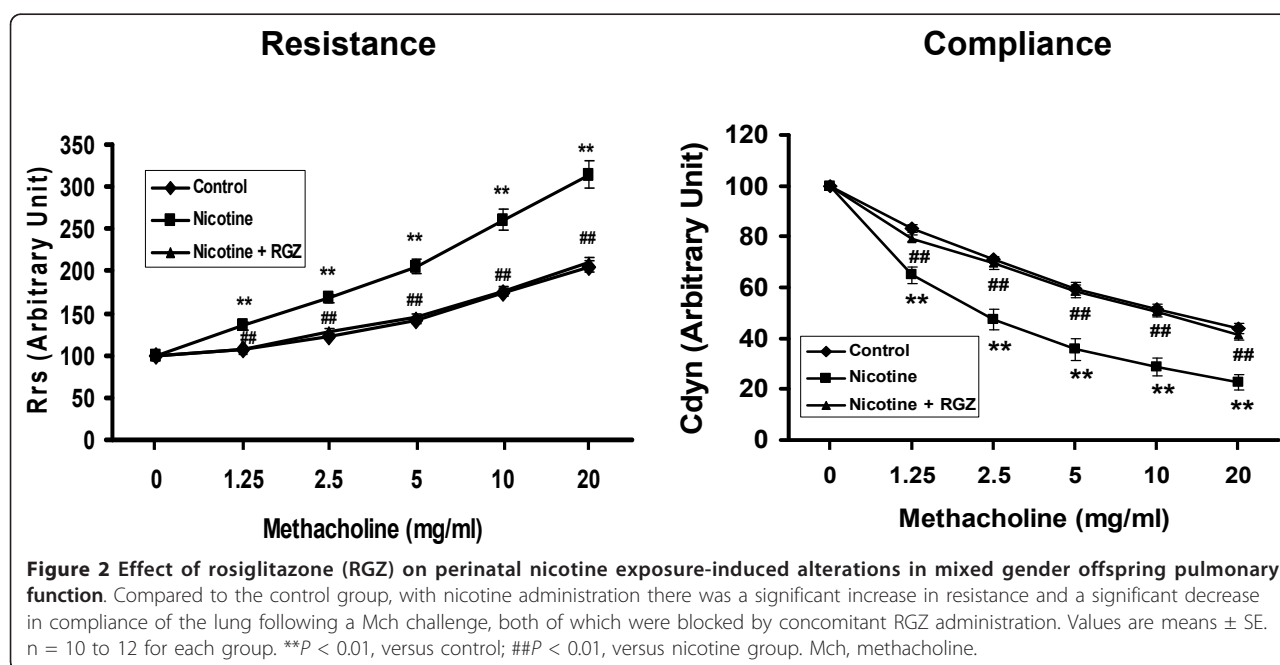 Resistance
Rrs (Arbitrary Unit)
350
300
250
200
150
100
50
0
Control
Nicotine
Nicotine + RGZ
** ** ** ** **
## ## ## ## ##
0 1.25 2.5 5 10 20
Methacholine (mg/ml)
Compliance
Cdyn (Arbitrary Unit)
120
100
80
60
40
20
0
## ## ## ## ##
** ** ** ** **
Control
Nicotine
Nicotine + RGZ
0 1.25 2.5 5 10 20
Methacholine (mg/ml)
Figure 2 Effect of rosiglitazone (RGZ) on perinatal nicotine exposure-induced alterations in mixed gender offspring pulmonary
function. Compared to the control group, with nicotine administration there was a significant increase in resistance and a significant decrease
in compliance of the lung following a Mch challenge, both of which were blocked by concomitant RGZ administration. Values are means ± SE.
n = 10 to 12 for each group. **P < 0.01, versus control; ##P < 0.01, versus nicotine group. Mch, methacholine.